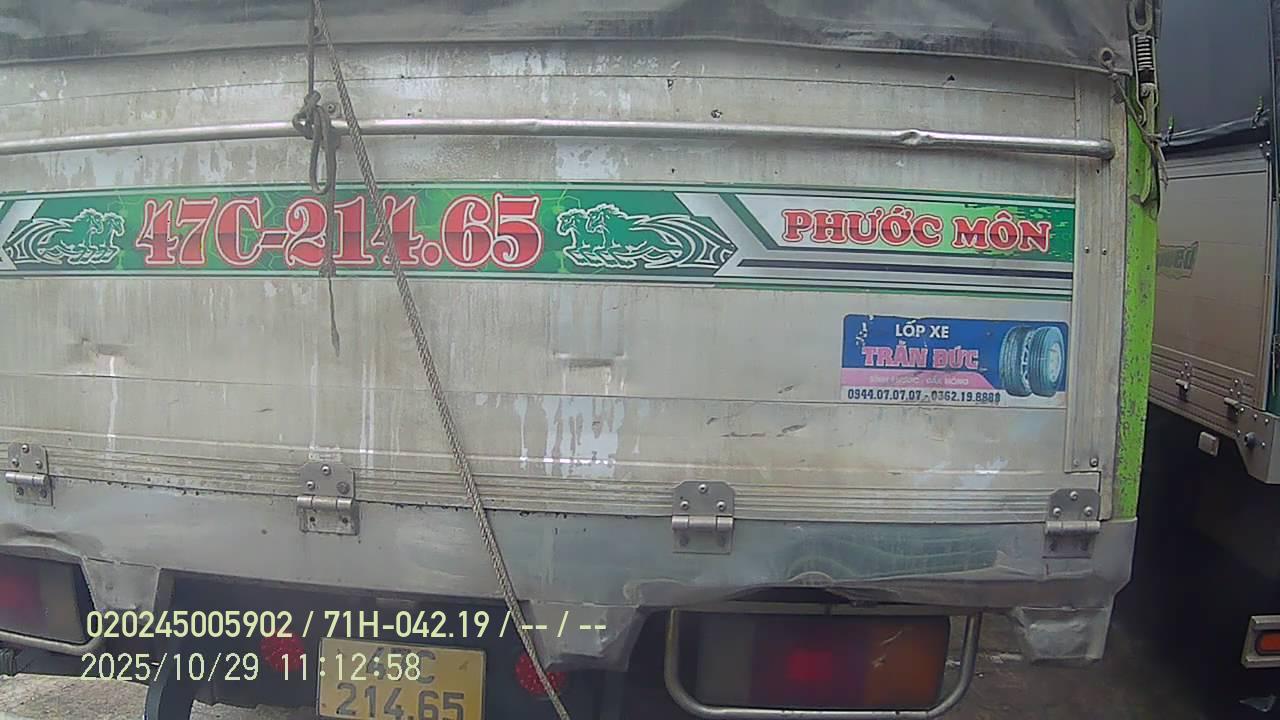 47C-214.65
PHƯỚC MÔN
LỐP XE
TRẦN ĐỨC
0944.07.07.07 - 0362.19.8888
020245005902 / 71H-042.19 / -- / --
2025/10/29 11:12:58
214.65